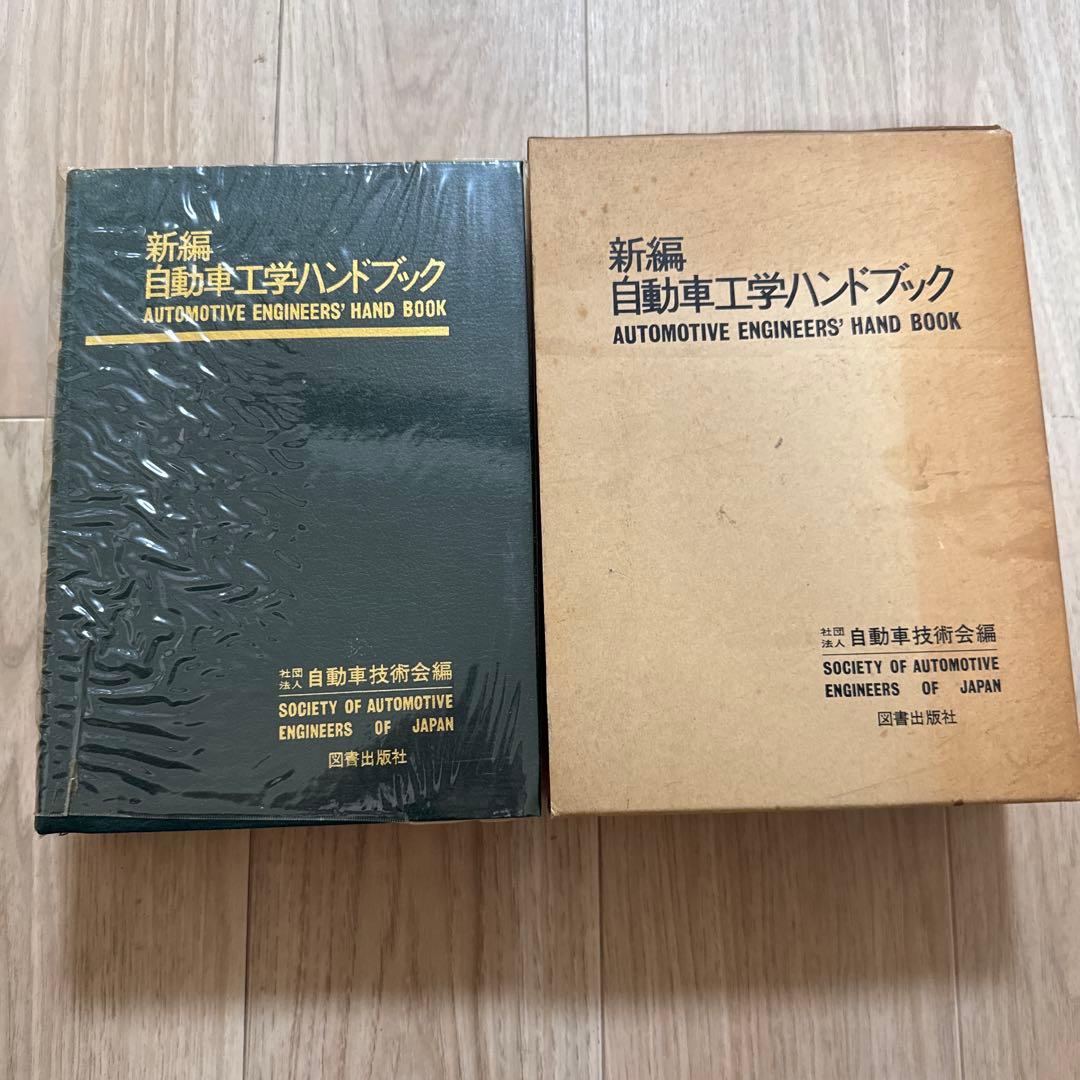 新編
自動車工学ハンドブック
AUTOMOTIVE ENGINEERS' HAND BOOK
社団
法人 自動車技術会編
SOCIETY OF AUTOMOTIVE
ENGINEERS OF JAPAN
図書出版社
新編
自動車工学ハンドブック
AUTOMOTIVE ENGINEERS' HAND BOOK
社団
法人 自動車技術会編
SOCIETY OF AUTOMOTIVE
ENGINEERS OF JAPAN
図書出版社